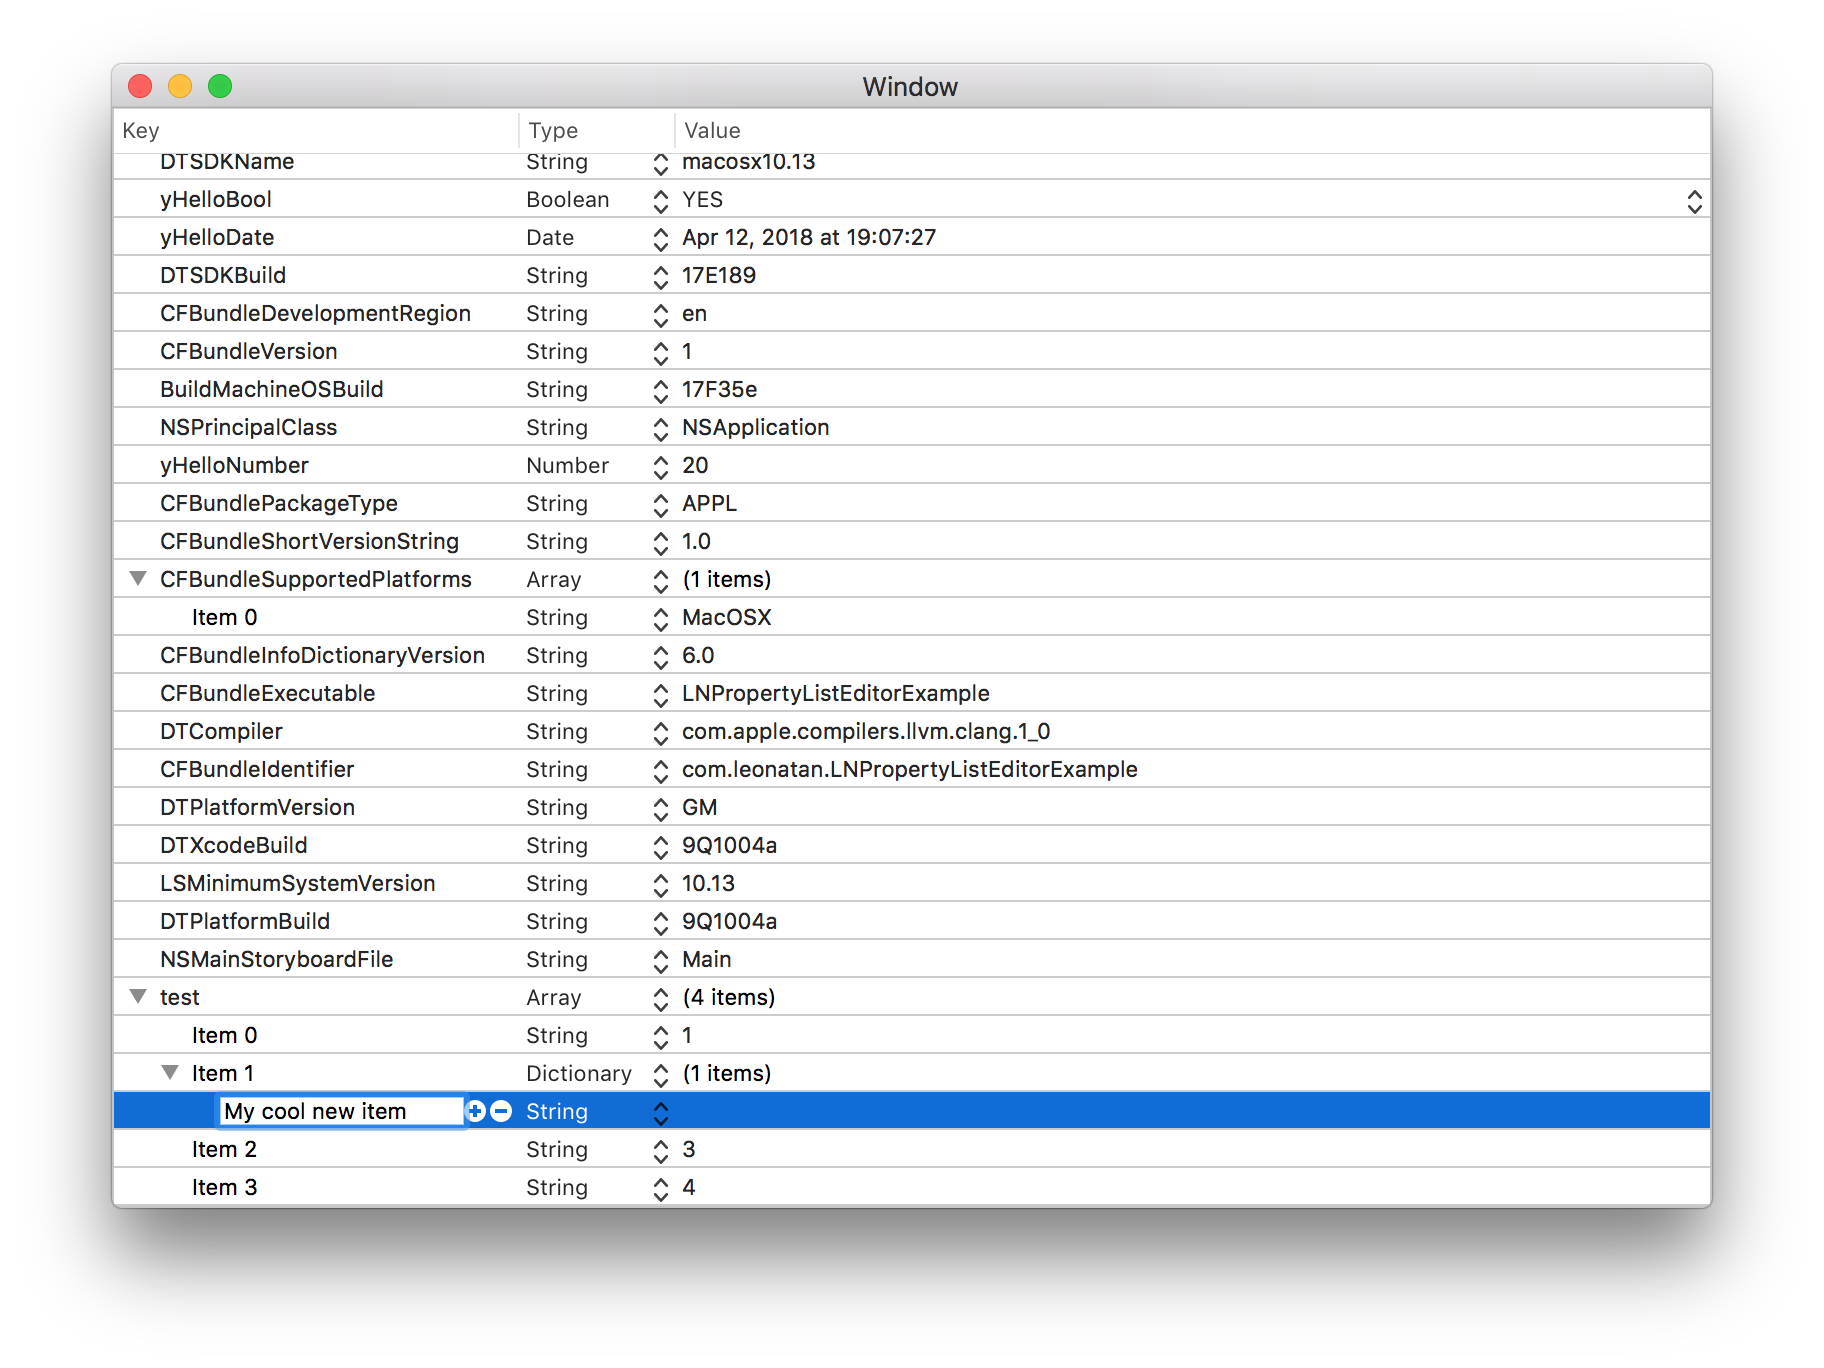 Window
Key Type Value
DTSDKName String macosx10.13
yHelloBool Boolean YES
yHelloDate Date Apr 12, 2018 at 19:07:27
DTSDKBuild String 17E189
CFBundleDevelopmentRegion String en
CFBundleVersion String 1
BuildMachineOSBuild String 17F35e
NSPrincipalClass String NSApplication
yHelloNumber Number 20
CFBundlePackageType String APPL
CFBundleShortVersionString String 1.0
CFBundleSupportedPlatforms Array (1 items)
Item 0 String MacOSX
CFBundleInfoDictionaryVersion String 6.0
CFBundleExecutable String LNPropertyListEditorExample
DTCompiler String com.apple.compilers.llvm.clang.1_0
CFBundleIdentifier String com.leonatan.LNPropertyListEditorExample
DTPlatformVersion String GM
DTXcodeBuild String 9Q1004a
LSMinimumSystemVersion String 10.13
DTPlatformBuild String 9Q1004a
NSMainStoryboardFile String Main
test Array (4 items)
Item 0 String 1
Item 1 Dictionary (1 items)
My cool new item String
Item 2 String 3
Item 3 String 4